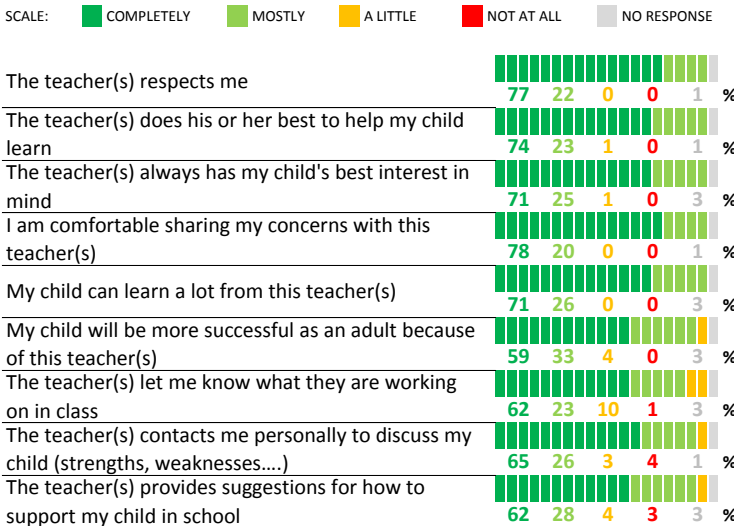 SCALE: COMPLETELY MOSTLY A LITTLE NOT AT ALL NO RESPONSE
The teacher(s) respects me
77 22 0 0 1 %
The teacher(s) does his or her best to help my child
learn
74 23 1 0 1 %
The teacher(s) always has my child's best interest in
mind
71 25 1 0 3 %
I am comfortable sharing my concerns with this
teacher(s)
78 20 0 0 1 %
My child can learn a lot from this teacher(s)
71 26 0 0 3 %
My child will be more successful as an adult because
of this teacher(s)
59 33 4 0 3 %
The teacher(s) let me know what they are working
on in class
62 23 10 1 3 %
The teacher(s) contacts me personally to discuss my
child (strengths, weaknesses....)
65 26 3 4 1 %
The teacher(s) provides suggestions for how to
support my child in school
62 28 4 3 3 %